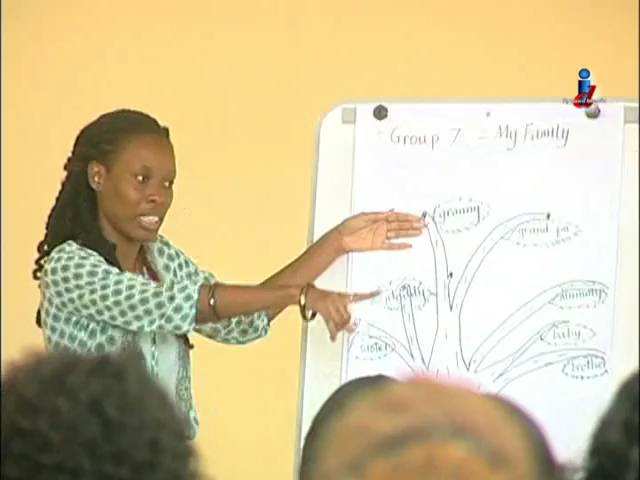 Group 7 - My Family
granny
grand pa
daddy
Mummy
baby
sister
brother